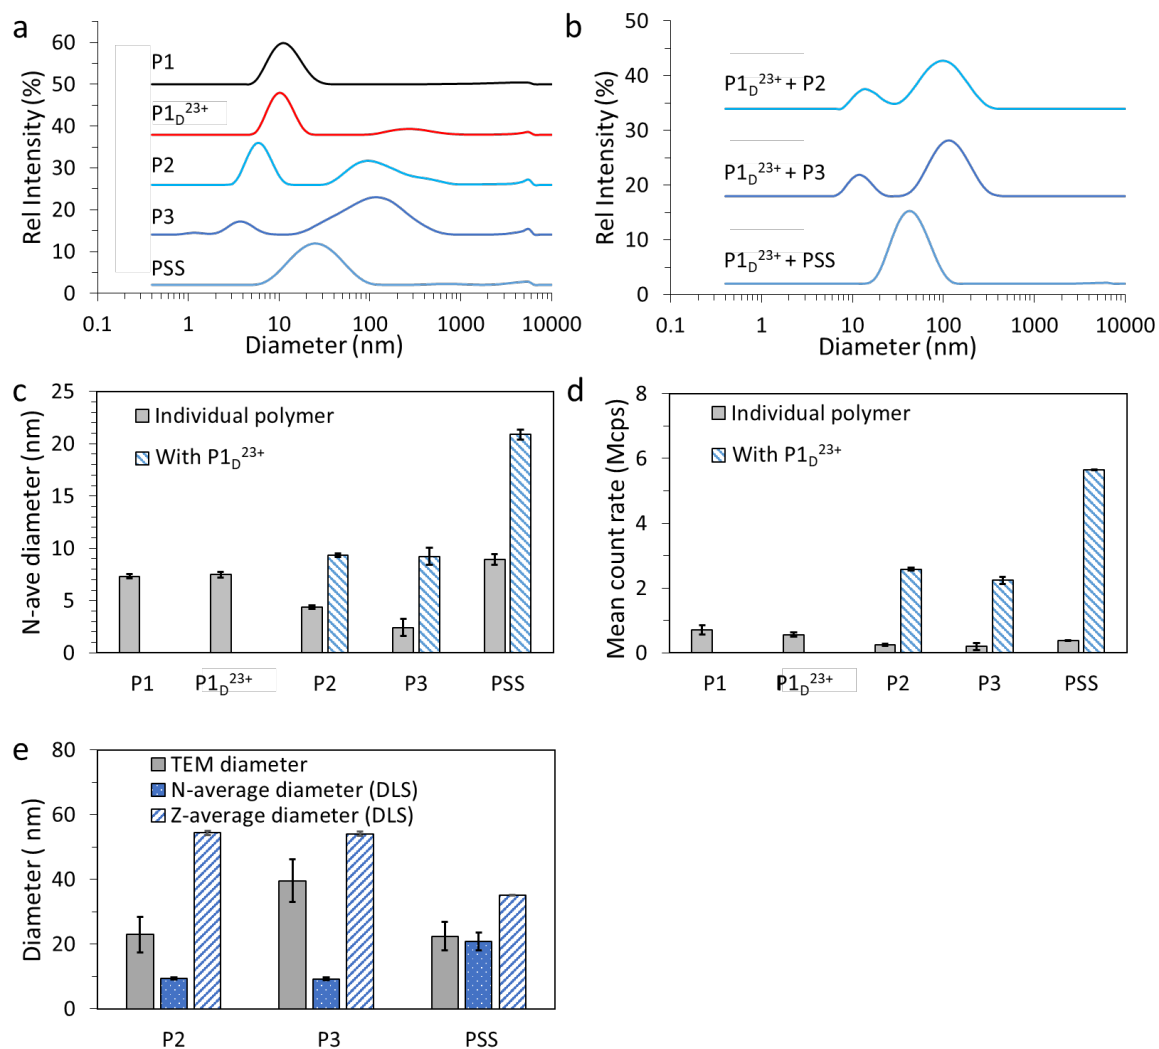 a
Rel Intensity (%)
60
50
40
30
20
10
0
P1
P1D23+
P2
P3
PSS
0.1 1 10 100 1000 10000
Diameter (nm)
b
Rel Intensity (%)
50
40
30
20
10
0
P1D23+ + P2
P1D23+ + P3
P1D23+ + PSS
0.1 1 10 100 1000 10000
Diameter (nm)
c
N-ave diameter (nm)
25
20
15
10
5
0
Individual polymer
With P1D23+
P1 P1D23+ P2 P3 PSS
d
Mean count rate (Mcps)
8
6
4
2
0
Individual polymer
With P1D23+
P1 P1D23+ P2 P3 PSS
e
Diameter ( nm)
80
60
40
20
0
TEM diameter
N-average diameter (DLS)
Z-average diameter (DLS)
P2 P3 PSS